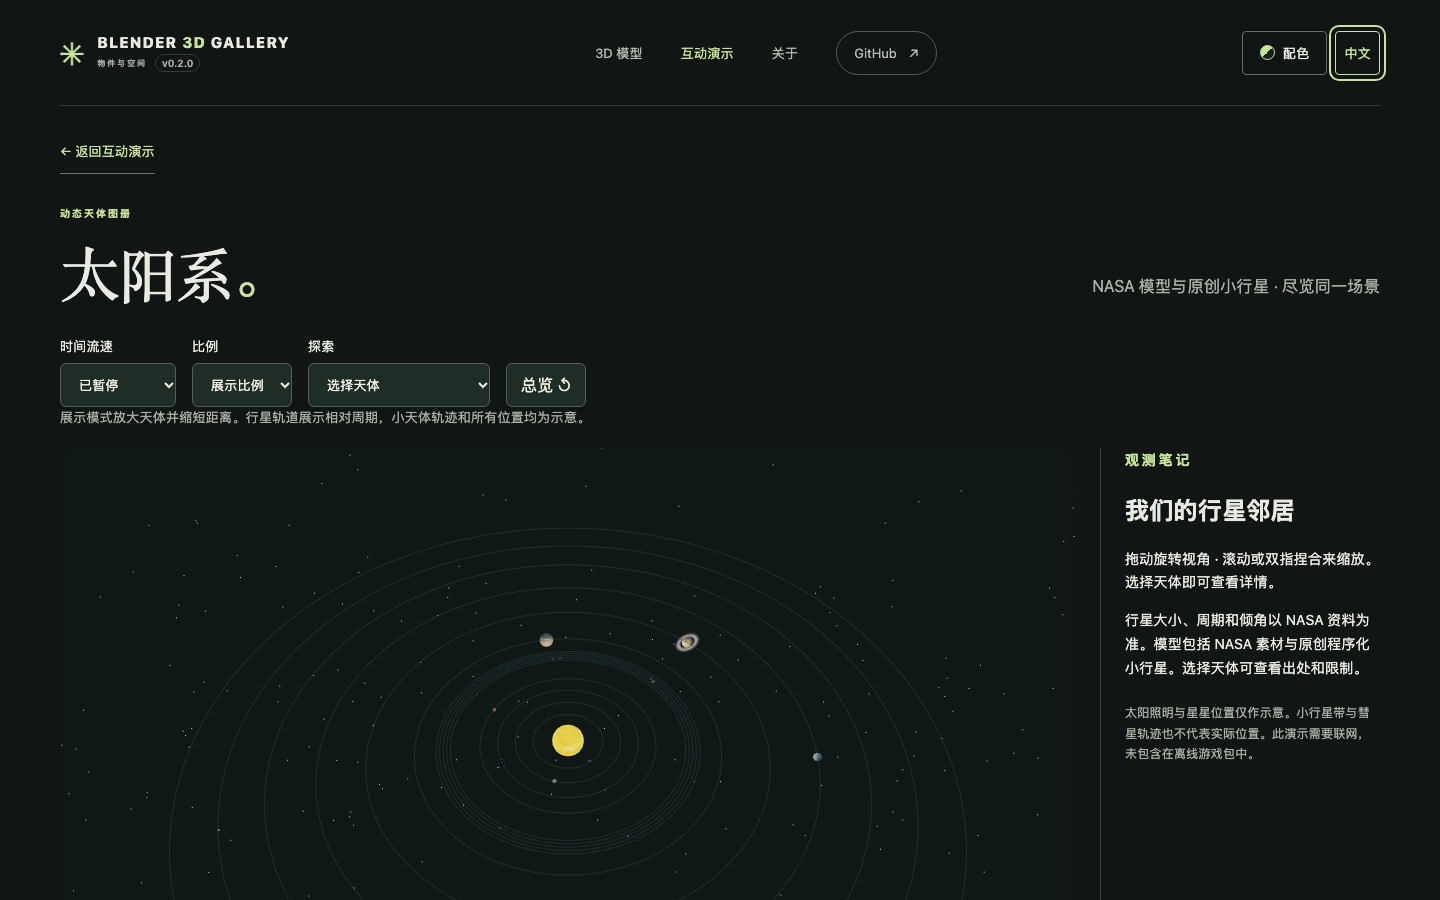 BLENDER 3D GALLERY
物件与空间 v0.2.0
3D 模型
互动演示
关于
GitHub ↗
配色
中文
← 返回互动演示
动态天体图册
太阳系。
NASA 模型与原创小行星 · 尽览同一场景
时间流速
比例
探索
已暂停
展示比例
选择天体
总览
展示模式放大天体并缩短距离。行星轨道展示相对周期，小天体轨迹和所有位置均为示意。
观测笔记
我们的行星邻居
拖动旋转视角 · 滚动或双指捏合来缩放。
选择天体即可查看详情。
行星大小、周期和倾角以 NASA 资料为
准。模型包括 NASA 素材与原创程序化
小行星。选择天体可查看出处和限制。
太阳照明与星星位置仅作示意。小行星带与彗
星轨迹也不代表实际位置。此演示需要联网，
未包含在离线游戏包中。